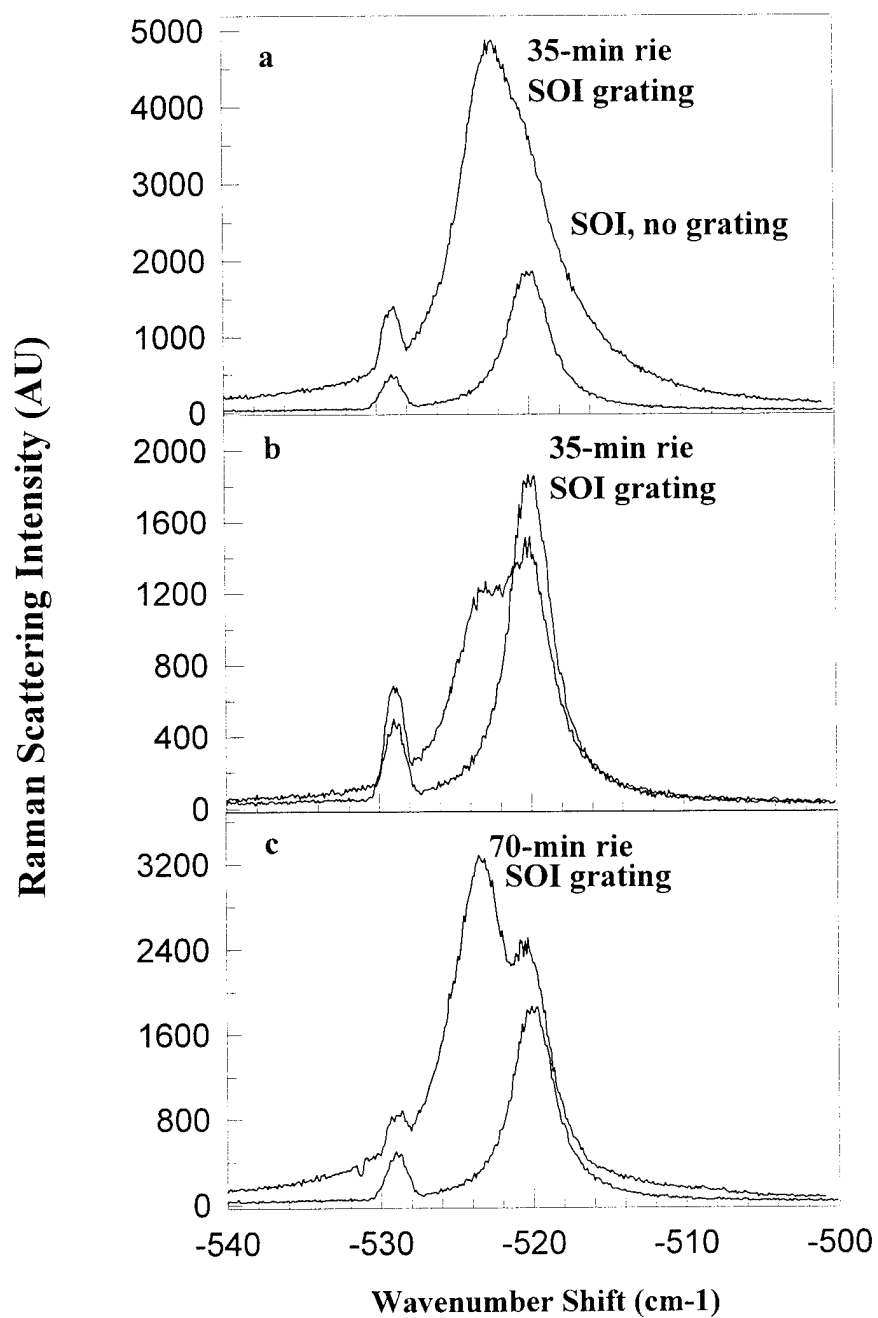 Raman Scattering Intensity (AU)
a
35-min rie
SOI grating
SOI, no grating
5000
4000
3000
2000
1000
0
b
35-min rie
SOI grating
2000
1600
1200
800
400
0
c
70-min rie
SOI grating
3200
2400
1600
800
0
-540 -530 -520 -510 -500
Wavenumber Shift (cm-1)